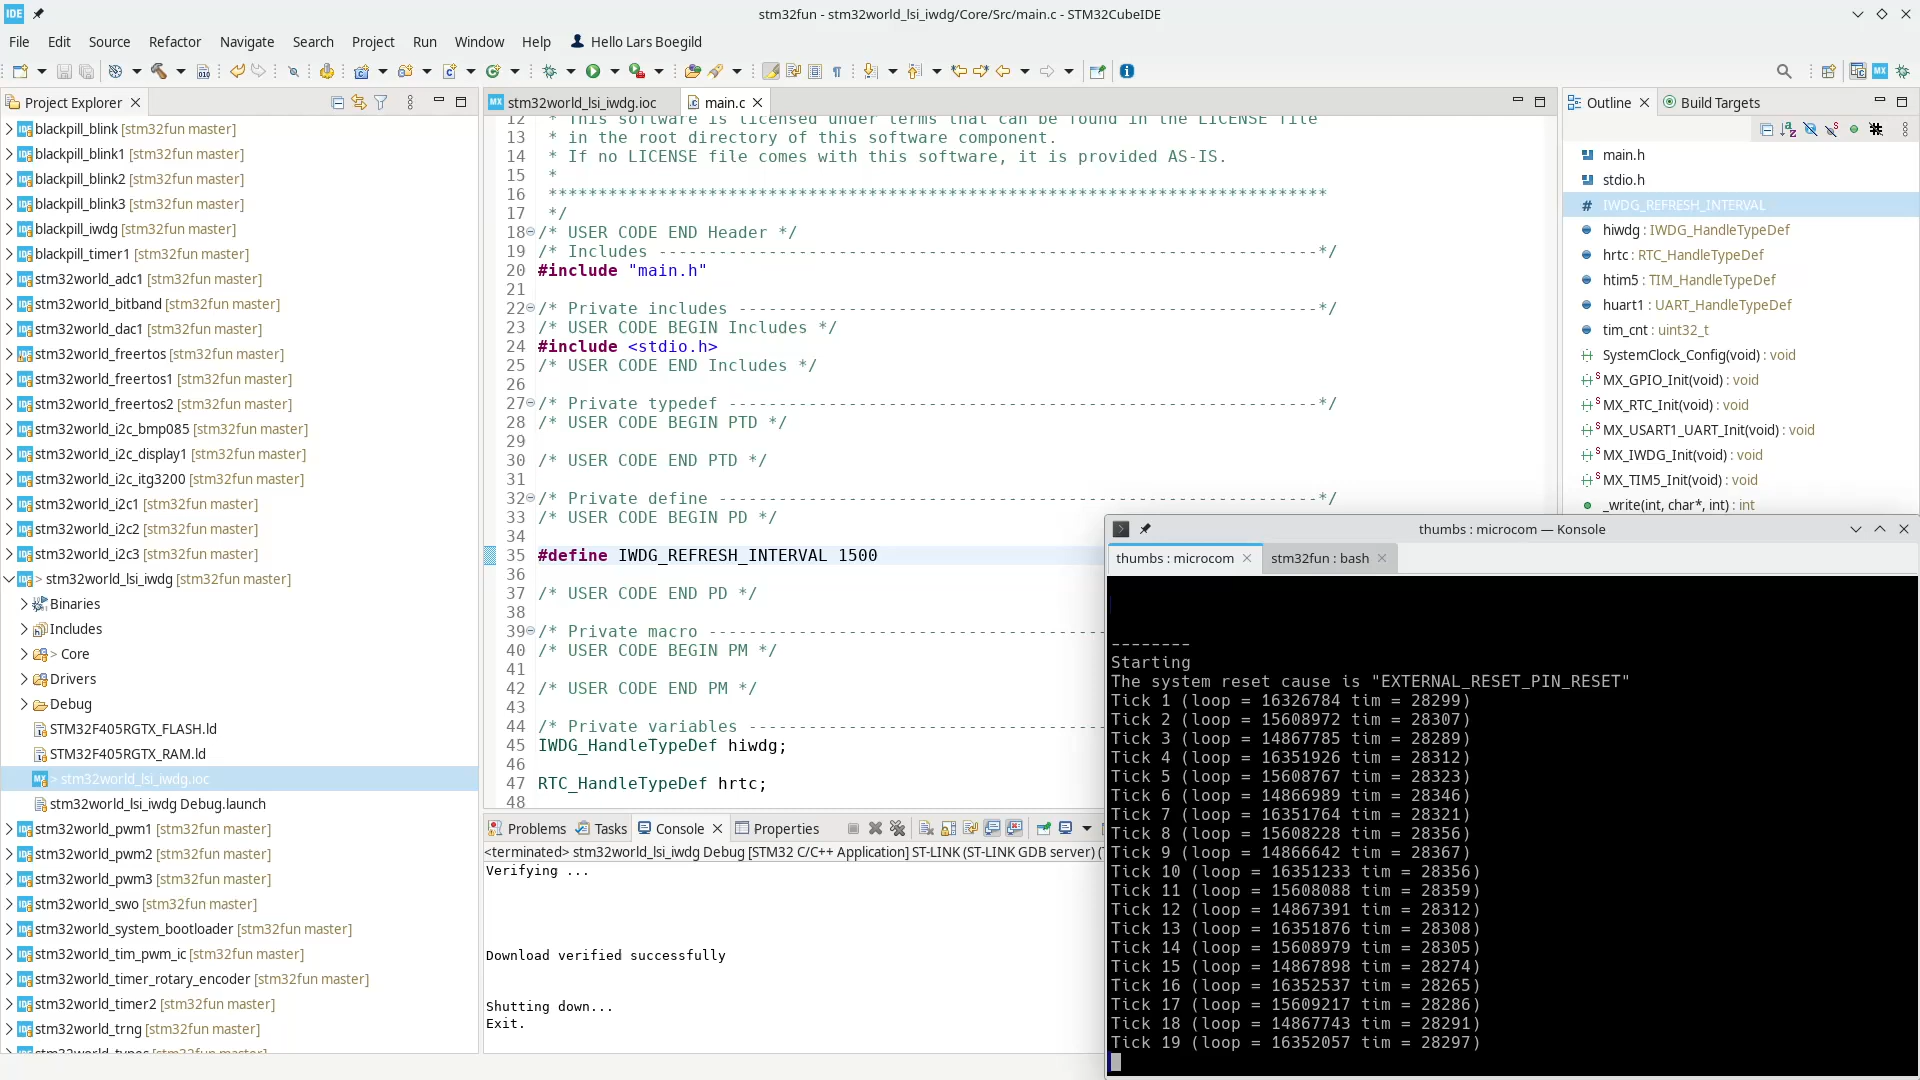 IDE
stm32fun - stm32world_lsi_iwdg/Core/Src/main.c - STM32CubeIDE
File Edit Source Refactor Navigate Search Project Run Window Help Hello Lars Boegild
Project Explorer
blackpill_blink [stm32fun master]
blackpill_blink1 [stm32fun master]
blackpill_blink2 [stm32fun master]
blackpill_blink3 [stm32fun master]
blackpill_iwdg [stm32fun master]
blackpill_timer1 [stm32fun master]
stm32world_adc1 [stm32fun master]
stm32world_bitband [stm32fun master]
stm32world_dac1 [stm32fun master]
stm32world_freertos [stm32fun master]
stm32world_freertos1 [stm32fun master]
stm32world_freertos2 [stm32fun master]
stm32world_i2c_bmp085 [stm32fun master]
stm32world_i2c_display1 [stm32fun master]
stm32world_i2c_itg3200 [stm32fun master]
stm32world_i2c1 [stm32fun master]
stm32world_i2c2 [stm32fun master]
stm32world_i2c3 [stm32fun master]
> stm32world_lsi_iwdg [stm32fun master]
Binaries
Includes
> Core
Drivers
Debug
STM32F405RGTX_FLASH.ld
STM32F405RGTX_RAM.ld
> stm32world_lsi_iwdg.ioc
stm32world_lsi_iwdg Debug.launch
stm32world_pwm1 [stm32fun master]
stm32world_pwm2 [stm32fun master]
stm32world_pwm3 [stm32fun master]
stm32world_swo [stm32fun master]
stm32world_system_bootloader [stm32fun master]
stm32world_tim_pwm_ic [stm32fun master]
stm32world_timer_rotary_encoder [stm32fun master]
stm32world_timer2 [stm32fun master]
stm32world_trng [stm32fun master]
stm32world_lsi_iwdg.ioc main.c
12 * This software is licensed under terms that can be found in the LICENSE file
13 * in the root directory of this software component.
14 * If no LICENSE file comes with this software, it is provided AS-IS.
15 *
16 ******************************************************************************
17 */
18 /* USER CODE END Header */
19 /* Includes ------------------------------------------------------------------*/
20 #include "main.h"
21
22 /* Private includes ----------------------------------------------------------*/
23 /* USER CODE BEGIN Includes */
24 #include <stdio.h>
25 /* USER CODE END Includes */
26
27 /* Private typedef -----------------------------------------------------------*/
28 /* USER CODE BEGIN PTD */
29
30 /* USER CODE END PTD */
31
32 /* Private define ------------------------------------------------------------*/
33 /* USER CODE BEGIN PD */
34
35 #define IWDG_REFRESH_INTERVAL 1500
36
37 /* USER CODE END PD */
38
39 /* Private macro ----------------------------------------
40 /* USER CODE BEGIN PM */
41
42 /* USER CODE END PM */
43
44 /* Private variables ------------------------------------
45 IWDG_HandleTypeDef hiwdg;
46
47 RTC_HandleTypeDef hrtc;
48
Outline Build Targets
main.h
stdio.h
# IWDG_REFRESH_INTERVAL
hiwdg : IWDG_HandleTypeDef
hrtc : RTC_HandleTypeDef
htim5 : TIM_HandleTypeDef
huart1 : UART_HandleTypeDef
tim_cnt : uint32_t
SystemClock_Config(void) : void
MX_GPIO_Init(void) : void
MX_RTC_Init(void) : void
MX_USART1_UART_Init(void) : void
MX_IWDG_Init(void) : void
MX_TIM5_Init(void) : void
_write(int, char*, int) : int
Problems Tasks Console Properties
<terminated> stm32world_lsi_iwdg Debug [STM32 C/C++ Application] ST-LINK (ST-LINK GDB server) (
Verifying ...
Download verified successfully
Shutting down...
Exit.
thumbs : microcom — Konsole
thumbs : microcom stm32fun : bash
--------
Starting
The system reset cause is "EXTERNAL_RESET_PIN_RESET"
Tick 1 (loop = 16326784 tim = 28299)
Tick 2 (loop = 15608972 tim = 28307)
Tick 3 (loop = 14867785 tim = 28289)
Tick 4 (loop = 16351926 tim = 28312)
Tick 5 (loop = 15608767 tim = 28323)
Tick 6 (loop = 14866989 tim = 28346)
Tick 7 (loop = 16351764 tim = 28321)
Tick 8 (loop = 15608228 tim = 28356)
Tick 9 (loop = 14866642 tim = 28367)
Tick 10 (loop = 16351233 tim = 28356)
Tick 11 (loop = 15608088 tim = 28359)
Tick 12 (loop = 14867391 tim = 28312)
Tick 13 (loop = 16351876 tim = 28308)
Tick 14 (loop = 15608979 tim = 28305)
Tick 15 (loop = 14867898 tim = 28274)
Tick 16 (loop = 16352537 tim = 28265)
Tick 17 (loop = 15609217 tim = 28286)
Tick 18 (loop = 14867743 tim = 28291)
Tick 19 (loop = 16352057 tim = 28297)